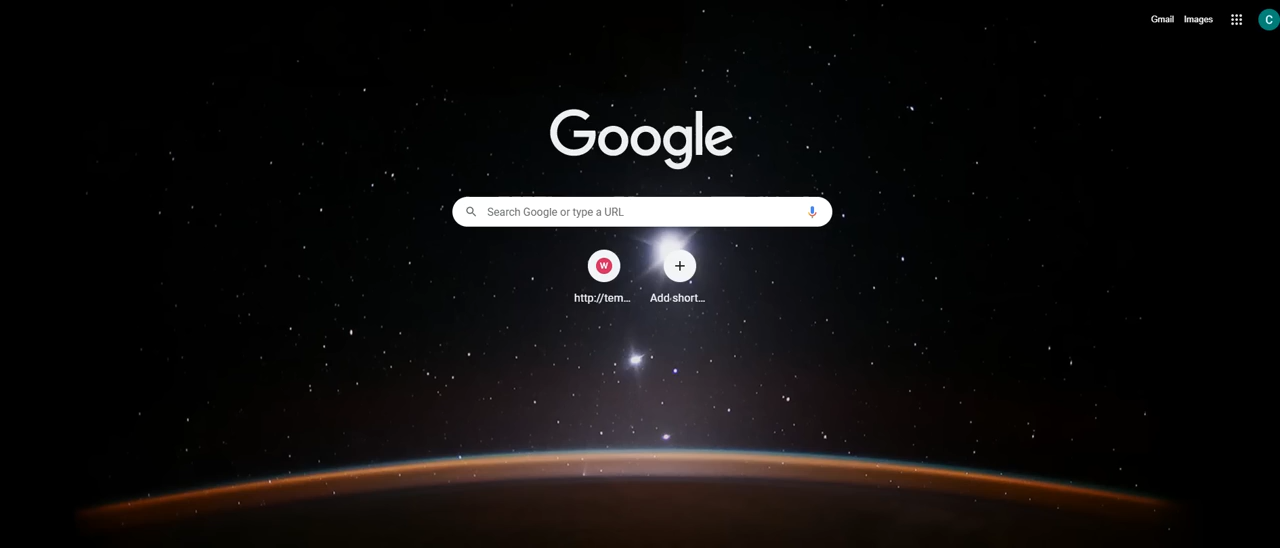 Gmail Images
C
Google
Search Google or type a URL
W
http://tem... Add short...